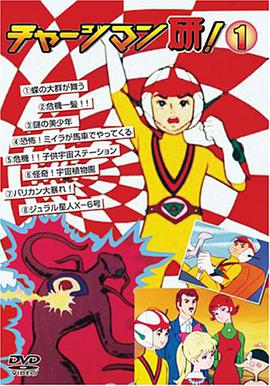 チャージマン研! 1
①蝶の大群が舞う
②危機一髪!!!
③謎の美少年
④恐怖!ミイラが馬車でやってくる
⑤危機!!子供宇宙ステーション
⑥怪奇!宇宙植物園
⑦バリカン大暴れ!
⑧ジュラル星人X-6号
DVD
VIDEO